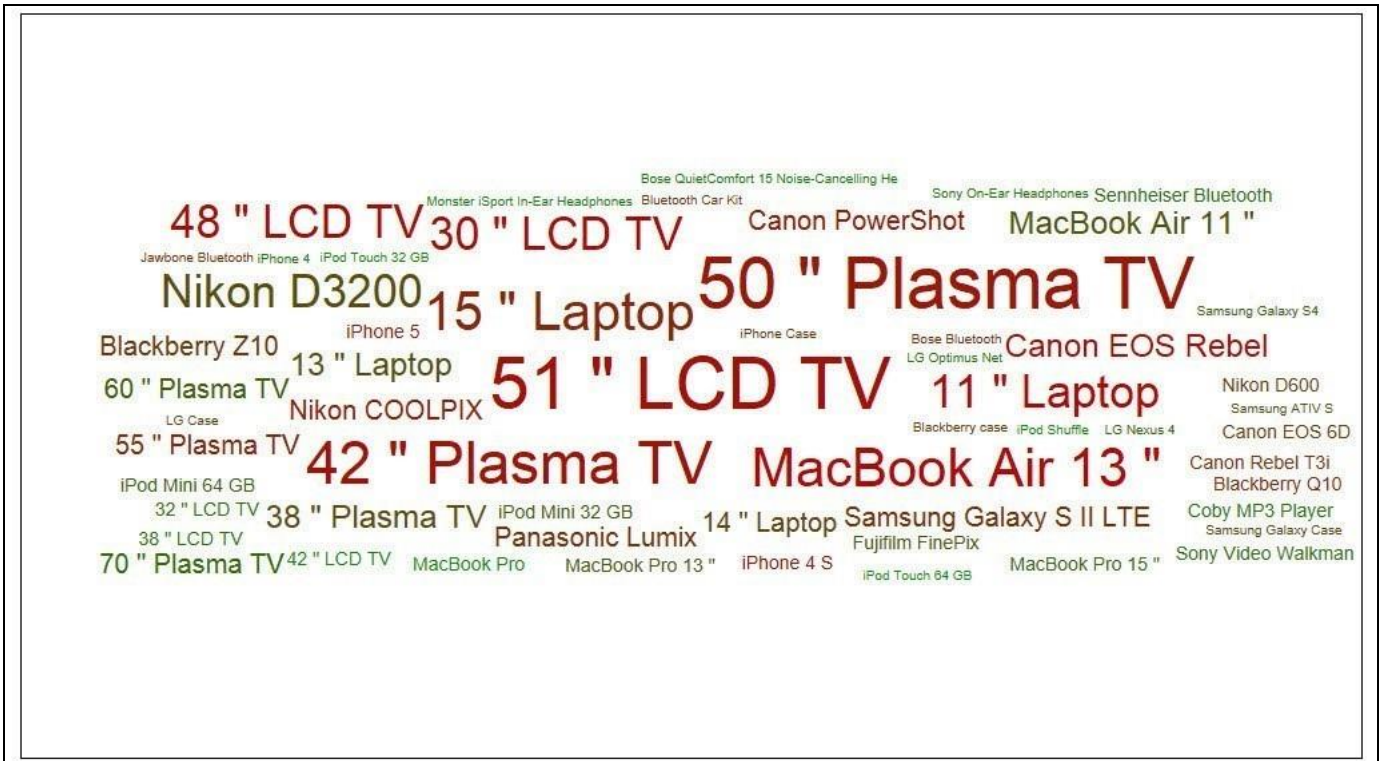 Bose QuietComfort 15 Noise-Cancelling He
Monster iSport In-Ear Headphones
Bluetooth Car Kit
Sony On-Ear Headphones
Sennheiser Bluetooth
48 " LCD TV
30 " LCD TV
Canon PowerShot
MacBook Air 11 "
Jawbone Bluetooth
iPhone 4
iPod Touch 32 GB
Nikon D3200
15 " Laptop
50 " Plasma TV
Samsung Galaxy S4
iPhone 5
iPhone Case
Blackberry Z10
13 " Laptop
Bose Bluetooth
LG Optimus Net
Canon EOS Rebel
60 " Plasma TV
Nikon COOLPIX
51 " LCD TV
11 " Laptop
Nikon D600
Samsung ATIV S
LG Case
Blackberry case
iPod Shuffle
LG Nexus 4
Canon EOS 6D
55 " Plasma TV
42 " Plasma TV
MacBook Air 13 "
Canon Rebel T3i
Blackberry Q10
iPod Mini 64 GB
32 " LCD TV
38 " Plasma TV
iPod Mini 32 GB
14 " Laptop
Samsung Galaxy S II LTE
Coby MP3 Player
Samsung Galaxy Case
38 " LCD TV
Panasonic Lumix
Fujifilm FinePix
Sony Video Walkman
70 " Plasma TV
42 " LCD TV
MacBook Pro
MacBook Pro 13 "
iPhone 4 S
iPod Touch 64 GB
MacBook Pro 15 "